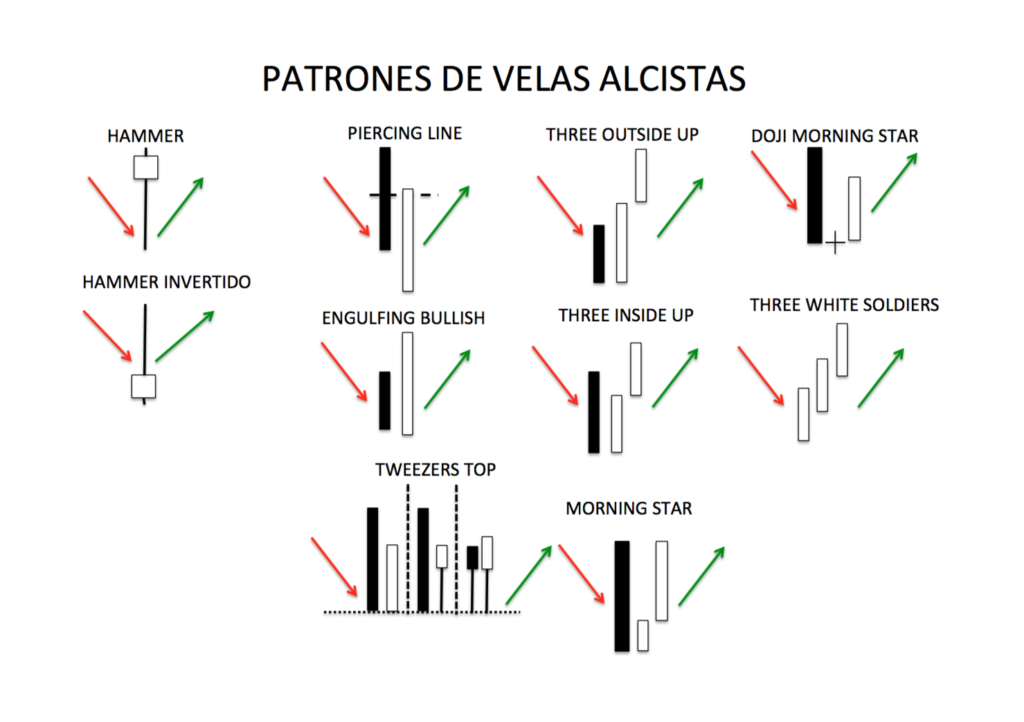 PATRONES DE VELAS ALCISTAS
HAMMER
PIERCING LINE
THREE OUTSIDE UP
DOJI MORNING STAR
HAMMER INVERTIDO
ENGULFING BULLISH
THREE INSIDE UP
THREE WHITE SOLDIERS
TWEEZERS TOP
MORNING STAR